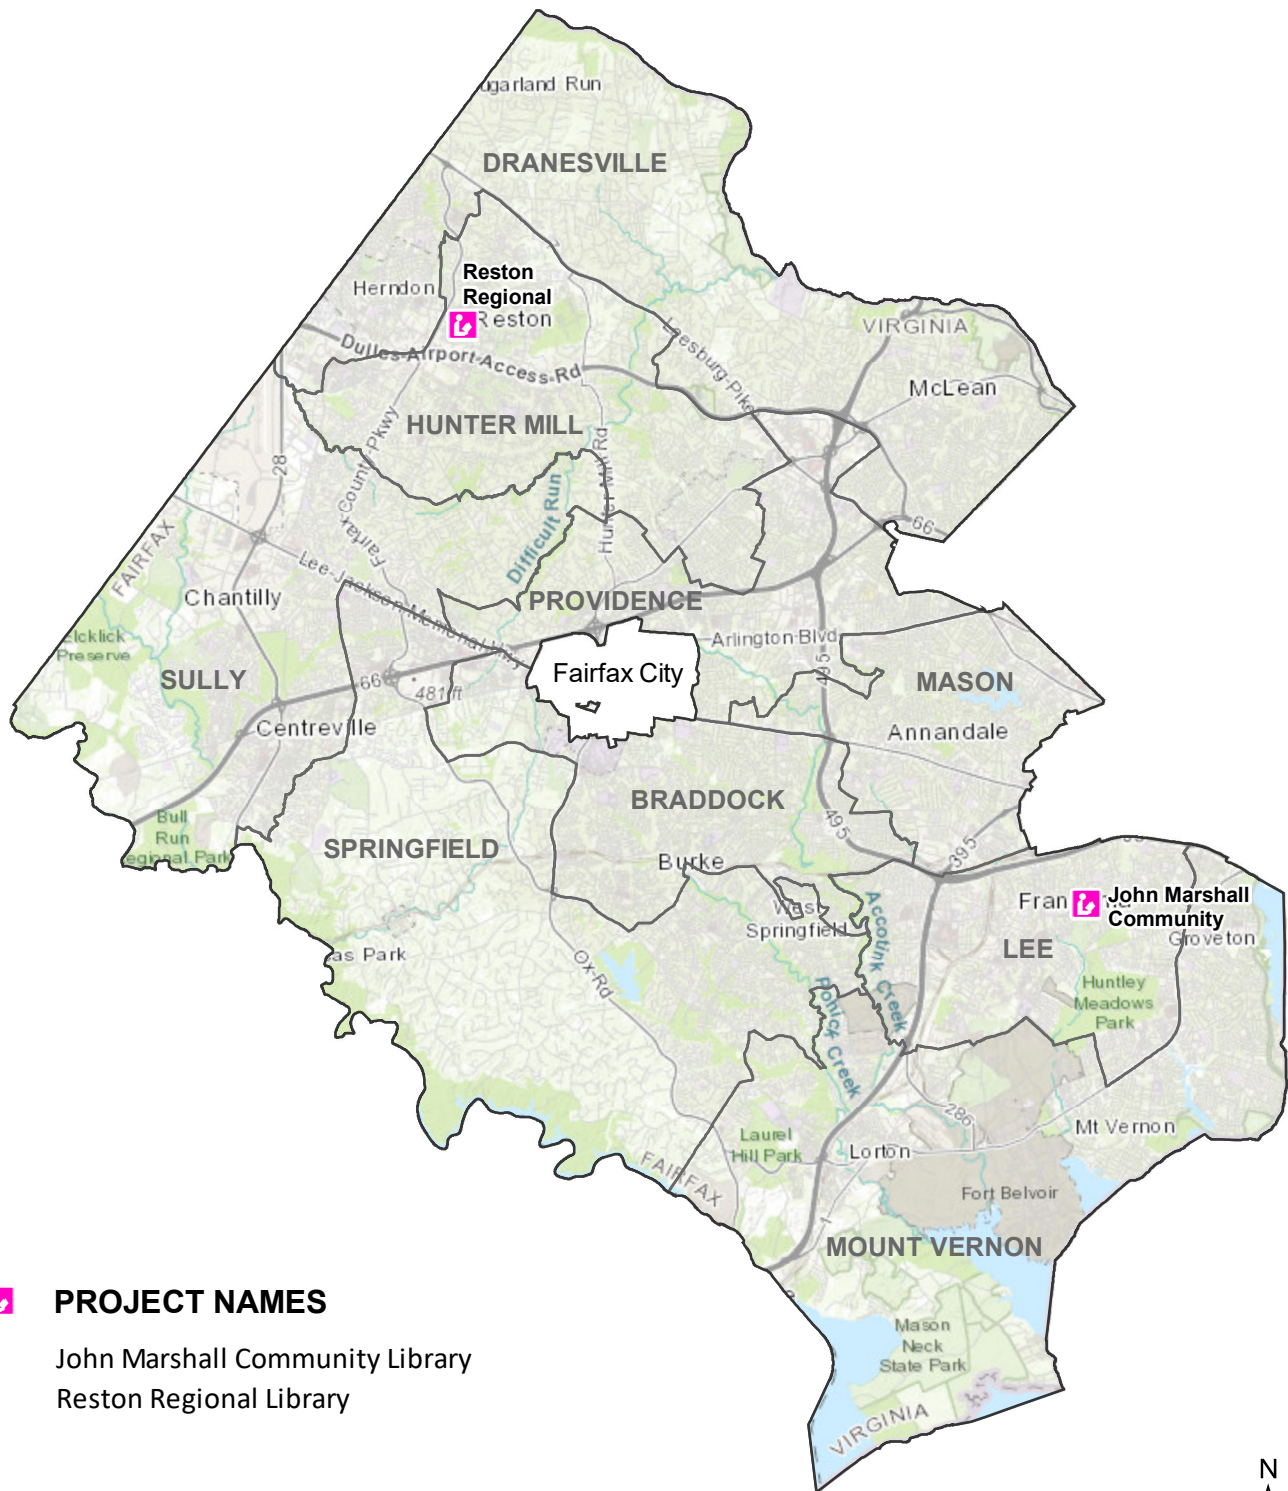 ugarland Run
DRANESVILLE
Reston
Regional
Herndon
Reston
VIRGINIA
Leesburg-Pike
Dulles-Airport-Access-Rd
McLean
HUNTER MILL
Fairfax County Pkwy
28
Hunter Mill Rd
Difficult Run
66
FAIRFAX
Lee-Jackson-Memorial Hwy
Chantilly
PROVIDENCE
Arlington-Blvd
Elcklick
Preserve
SULLY
66
481 ft
Fairfax City
495
MASON
Centreville
Annandale
BRADDOCK
Bull
Run
egional Park
SPRINGFIELD
495
395
Burke
West
Springfield
Accotink Creek
Fran
John Marshall
Community
Groveton
LEE
as Park
Ox-Rd
Huntley
Meadows
Park
Pohick Creek
286
Mt Vernon
Laurel
Hill Park
Lorton
FAIRFAX
Fort Belvoir
1
MOUNT VERNON
Mason
Neck
State Park
VIRGINIA
PROJECT NAMES
John Marshall Community Library
Reston Regional Library
N